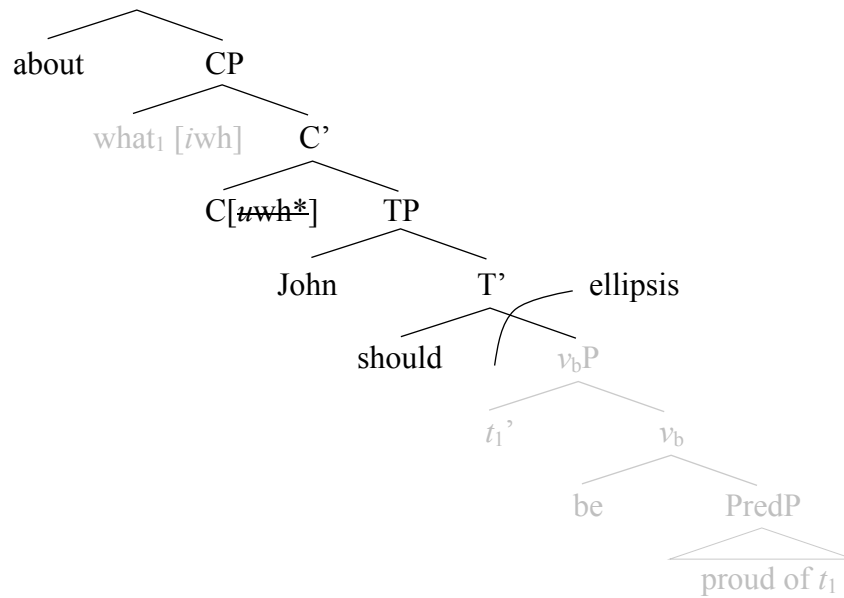 about CP
what₁ [iwh] C’
C[uwh*] TP
John T’ ellipsis
should vbP
t₁’ vb
be PredP
proud of t₁